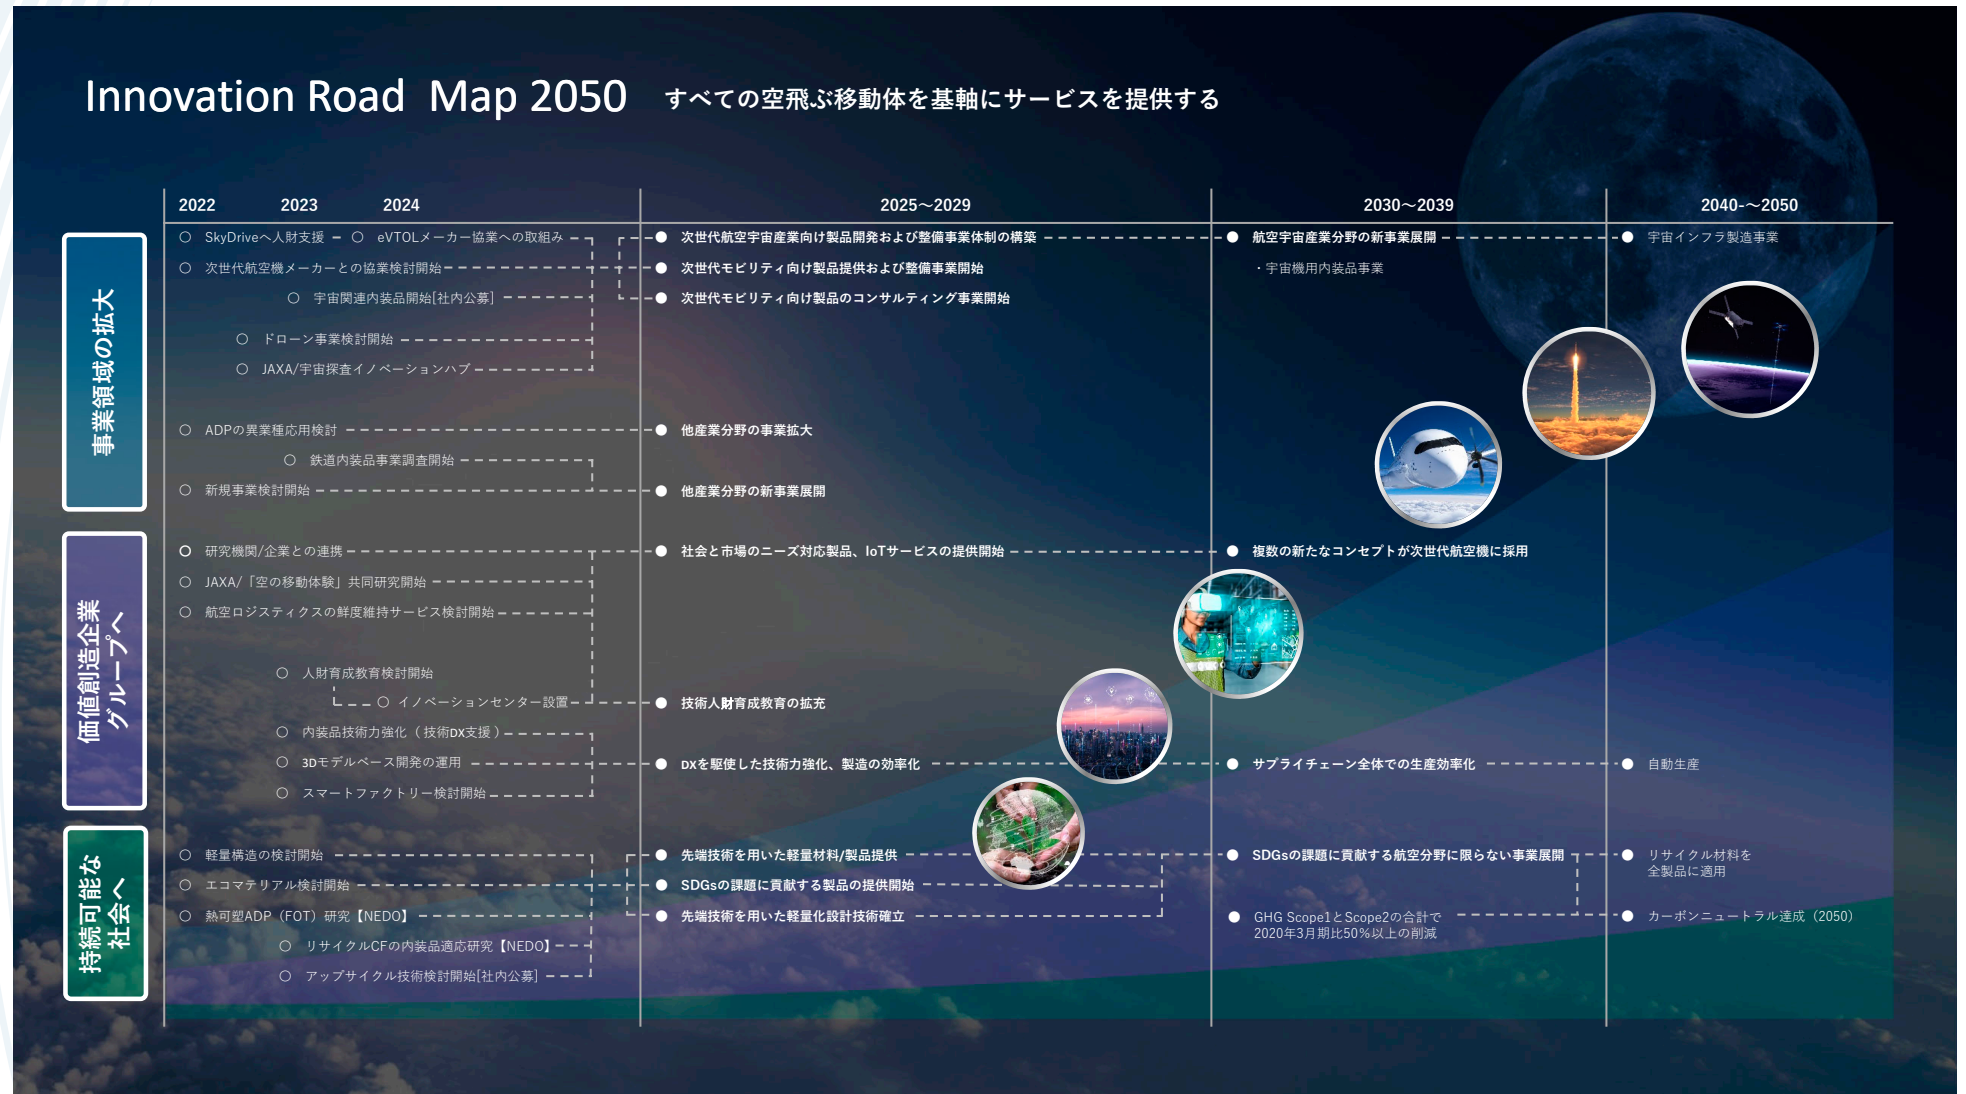 Innovation Road Map 2050
すべての空飛ぶ移動体を基軸にサービスを提供する
2022
2023
2024
2025～2029
2030～2039
2040-～2050
事業領域の拡大
SkyDriveへ人財支援
eVTOLメーカー協業への取組み
次世代航空機メーカーとの協業検討開始
宇宙関連内装品開始[社内公募]
ドローン事業検討開始
JAXA/宇宙探査イノベーションハブ
ADPの異業種応用検討
鉄道内装品事業調査開始
新規事業検討開始
次世代航空宇宙産業向け製品開発および整備事業体制の構築
次世代モビリティ向け製品提供および整備事業開始
次世代モビリティ向け製品のコンサルティング事業開始
他産業分野の事業拡大
他産業分野の新事業展開
航空宇宙産業分野の新事業展開
・宇宙機用内装品事業
宇宙インフラ製造事業
価値創造企業
グループへ
研究機関/企業との連携
JAXA/「空の移動体験」共同研究開始
航空ロジスティクスの鮮度維持サービス検討開始
人財育成教育検討開始
イノベーションセンター設置
内装品技術力強化（技術DX支援）
3Dモデルベース開発の運用
スマートファクトリー検討開始
社会と市場のニーズ対応製品、IoTサービスの提供開始
技術人財育成教育の拡充
DXを駆使した技術力強化、製造の効率化
複数の新たなコンセプトが次世代航空機に採用
サプライチェーン全体での生産効率化
自動生産
持続可能な
社会へ
軽量構造の検討開始
エコマテリアル検討開始
熱可塑ADP（FOT）研究【NEDO】
リサイクルCFの内装品適応研究【NEDO】
アップサイクル技術検討開始[社内公募]
先端技術を用いた軽量材料/製品提供
SDGsの課題に貢献する製品の提供開始
先端技術を用いた軽量化設計技術確立
SDGsの課題に貢献する航空分野に限らない事業展開
GHG Scope1とScope2の合計で
2020年3月期比50％以上の削減
リサイクル材料を
全製品に適用
カーボンニュートラル達成（2050）